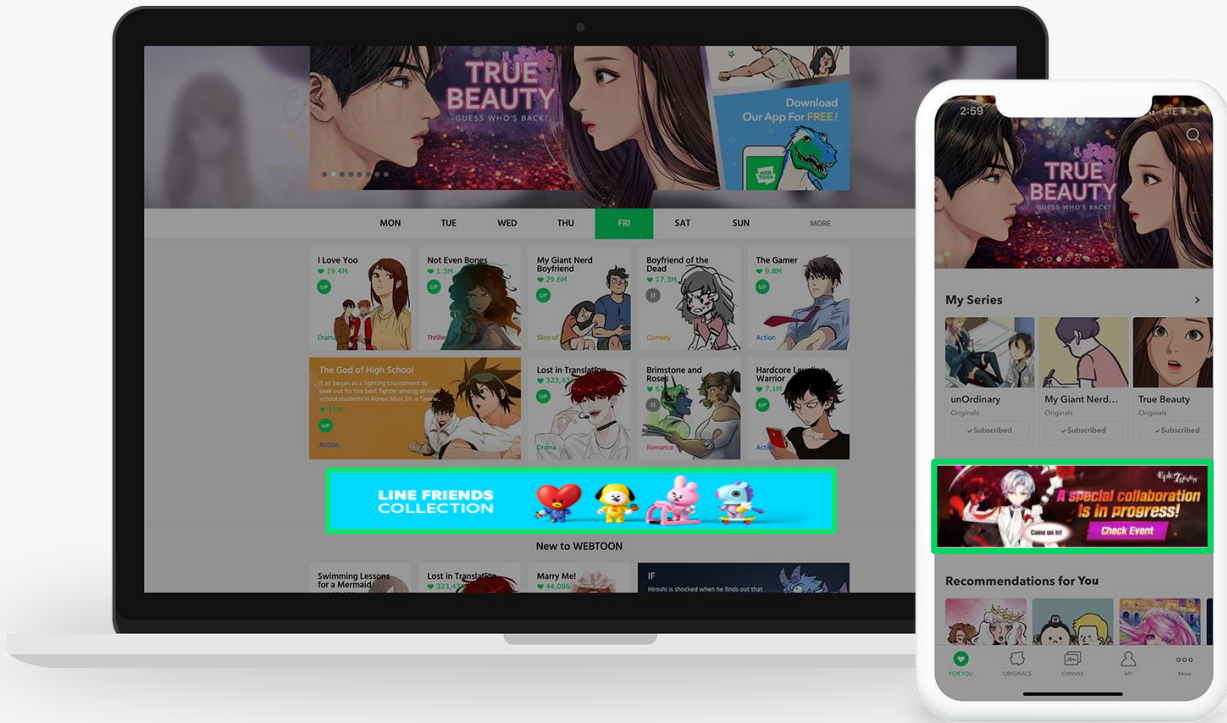 TRUE
BEAUTY
GUESS WHO'S BACK!
Download
Our App For FREE!
WEB
TOON
MON TUE WED THU FRI SAT SUN MORE
I Love Yoo
19.4M
UP
Drama
Not Even Bones
1.3M
UP
Thriller
My Giant Nerd
Boyfriend
29.6M
UP
Slice of
Boyfriend of the
Dead
17.3M
Comedy
The Gamer
9.8M
UP
Action
The God of High School
It all began as a fighting tournament to
seek out for the best fighter among all high
school students in Korea. Mori Jin, a
UP
Action
Lost in Translation
UP
Drama
Brimstone and
Roses
Romance
Hardcore Leveling
Warrior
7.1M
UP
Action
LINE FRIENDS
COLLECTION
New to WEBTOON
Swimming Lessons
for a Mermaid
Lost in Translation
Marry Me!
44,086
IF
Hiroshi is shocked when he finds out that
2:59
LTE
TRUE
BEAUTY
GUESS WHO'S BACK!
My Series
unOrdinary
Originals
Subscribed
My Giant Nerd...
Originals
Subscribed
True Beauty
Originals
Subscribed
A special collaboration
is in progress!
Come on in!
Check Event
Recommendations for You
FOR YOU ORIGINALS CANVAS MY More